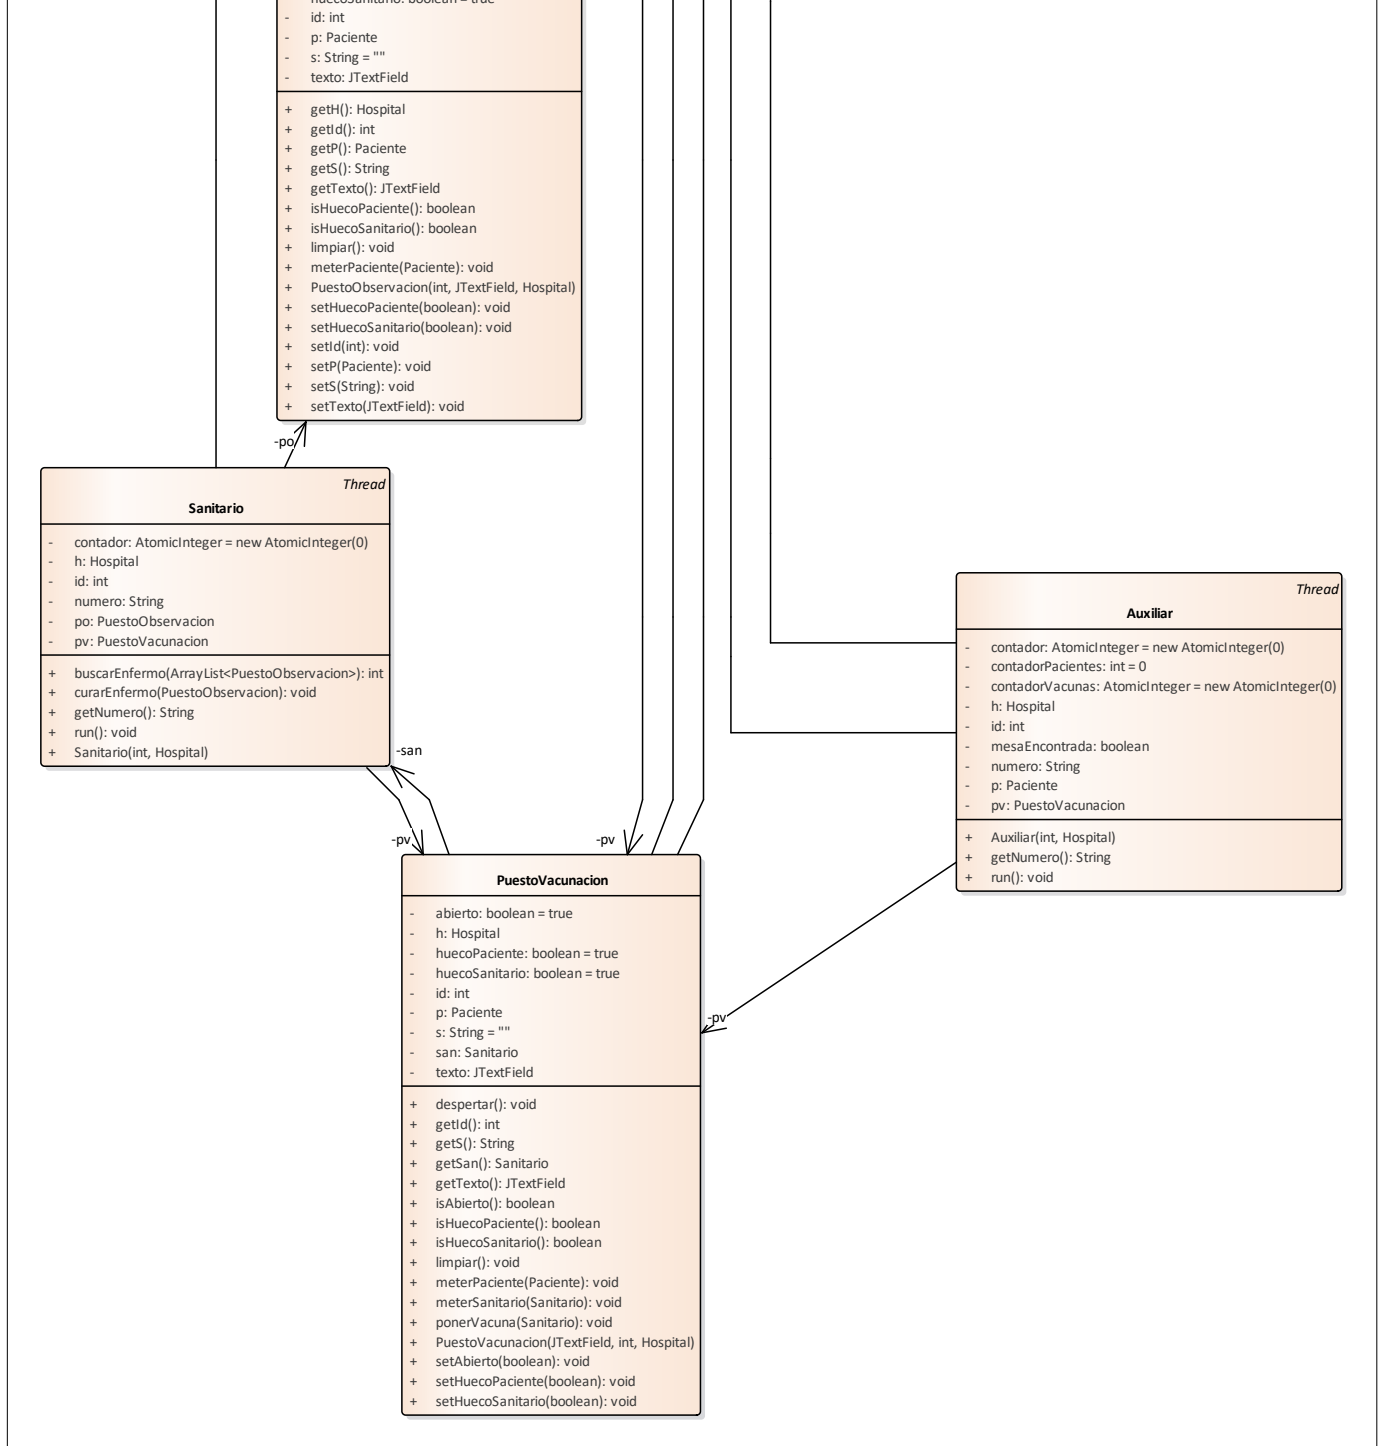 huecoSanitario: boolean = true
- id: int
- p: Paciente
- s: String = ""
- texto: JTextField
+ getH(): Hospital
+ getId(): int
+ getP(): Paciente
+ getS(): String
+ getTexto(): JTextField
+ isHuecoPaciente(): boolean
+ isHuecoSanitario(): boolean
+ limpiar(): void
+ meterPaciente(Paciente): void
+ PuestoObservacion(int, JTextField, Hospital)
+ setHuecoPaciente(boolean): void
+ setHuecoSanitario(boolean): void
+ setId(int): void
+ setP(Paciente): void
+ setS(String): void
+ setTexto(JTextField): void
-po
Thread
Sanitario
- contador: AtomicInteger = new AtomicInteger(0)
- h: Hospital
- id: int
- numero: String
- po: PuestoObservacion
- pv: PuestoVacunacion
+ buscarEnfermo(ArrayList<PuestoObservacion>): int
+ curarEnfermo(PuestoObservacion): void
+ getNumero(): String
+ run(): void
+ Sanitario(int, Hospital)
Thread
Auxiliar
- contador: AtomicInteger = new AtomicInteger(0)
- contadorPacientes: int = 0
- contadorVacunas: AtomicInteger = new AtomicInteger(0)
- h: Hospital
- id: int
- mesaEncontrada: boolean
- numero: String
- p: Paciente
- pv: PuestoVacunacion
+ Auxiliar(int, Hospital)
+ getNumero(): String
+ run(): void
-san
-pv
-pv
-pv
PuestoVacunacion
- abierto: boolean = true
- h: Hospital
- huecoPaciente: boolean = true
- huecoSanitario: boolean = true
- id: int
- p: Paciente
- s: String = ""
- san: Sanitario
- texto: JTextField
+ despertar(): void
+ getId(): int
+ getS(): String
+ getSan(): Sanitario
+ getTexto(): JTextField
+ isAbierto(): boolean
+ isHuecoPaciente(): boolean
+ isHuecoSanitario(): boolean
+ limpiar(): void
+ meterPaciente(Paciente): void
+ meterSanitario(Sanitario): void
+ ponerVacuna(Sanitario): void
+ PuestoVacunacion(JTextField, int, Hospital)
+ setAbierto(boolean): void
+ setHuecoPaciente(boolean): void
+ setHuecoSanitario(boolean): void